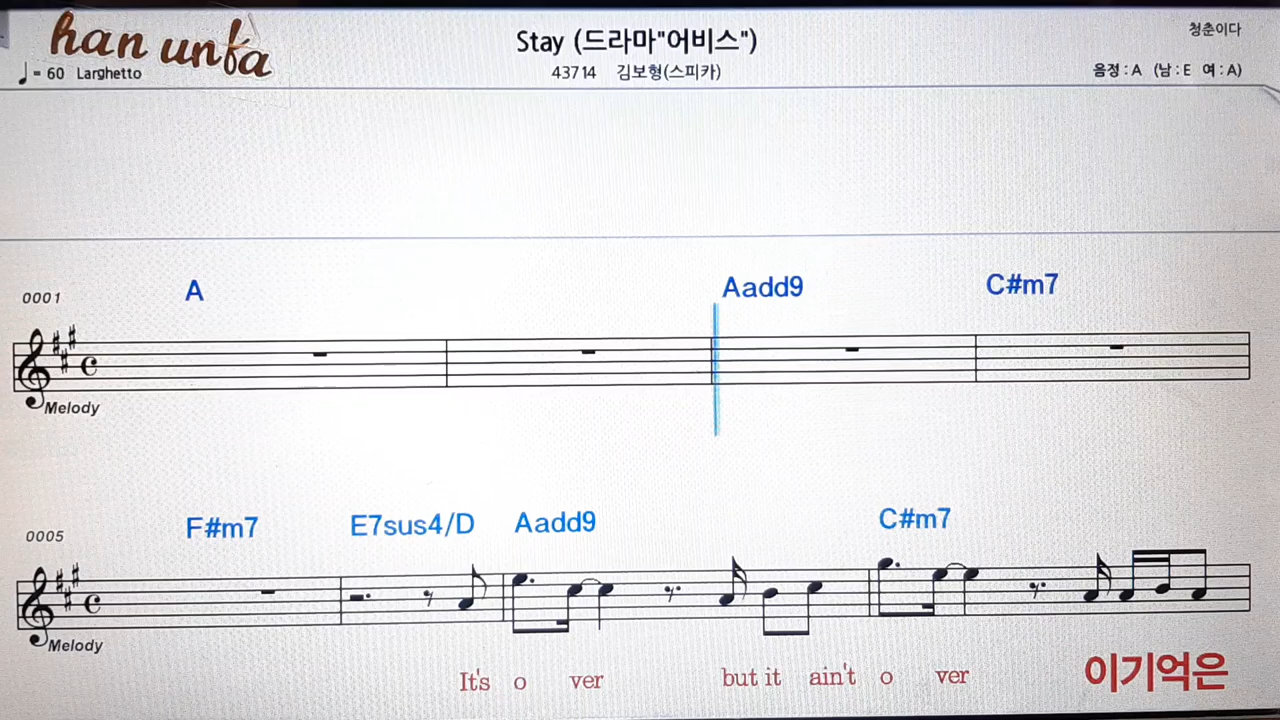 han unfa
Stay (드라마"어비스")
청춘이다
♩= 60 Larghetto
43714 김보형(스피카)
음정 : A (남 : E 여 : A)
A Aadd9 C#m7
0001
Melody
F#m7 E7sus4/D Aadd9 C#m7
0005
Melody
It's o ver but it ain't o ver 이기억은